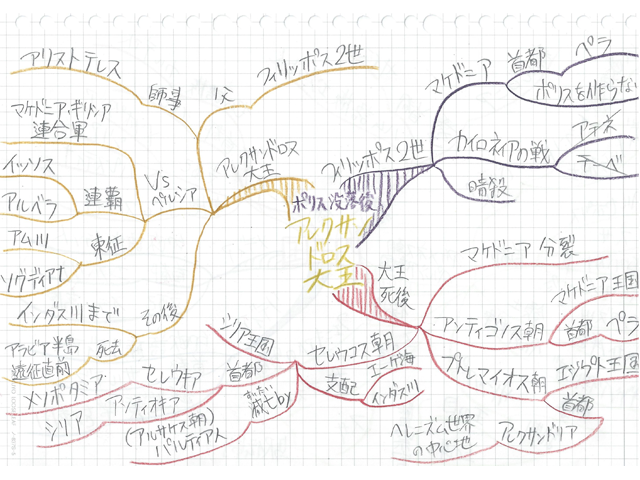 ポリス没落後
アレクサン
ドロス
大王
フィリッポス2世
マケドニア
首都
ペラ
ポリスを作らない
カイロネイアの戦
アテネ
テーベ
暗殺
大王
死後
マケドニア 分裂
アンティゴノス朝
マケドニア王国
首都
ペラ
プトレマイオス朝
エジプト王国
首都
アレクサンドリア
ヘレニズム世界
の中心地
セレウコス朝
シリア王国
首都
セレウキア
メソポタミア
アンティオキア
シリア
滅亡by
(アルサケス朝)
パルティア人
支配
エーゲ海
インダス川
アレクサンドロス
大王
父
フィリッポス2世
師事
アリストテレス
VS
ペルシア
マケドニア・ギリシア
連合軍
連覇
イッソス
アルベラ
東征
アム川
ソグディアナ
その後
インダス川まで
死去
アラビア半島
遠征直前